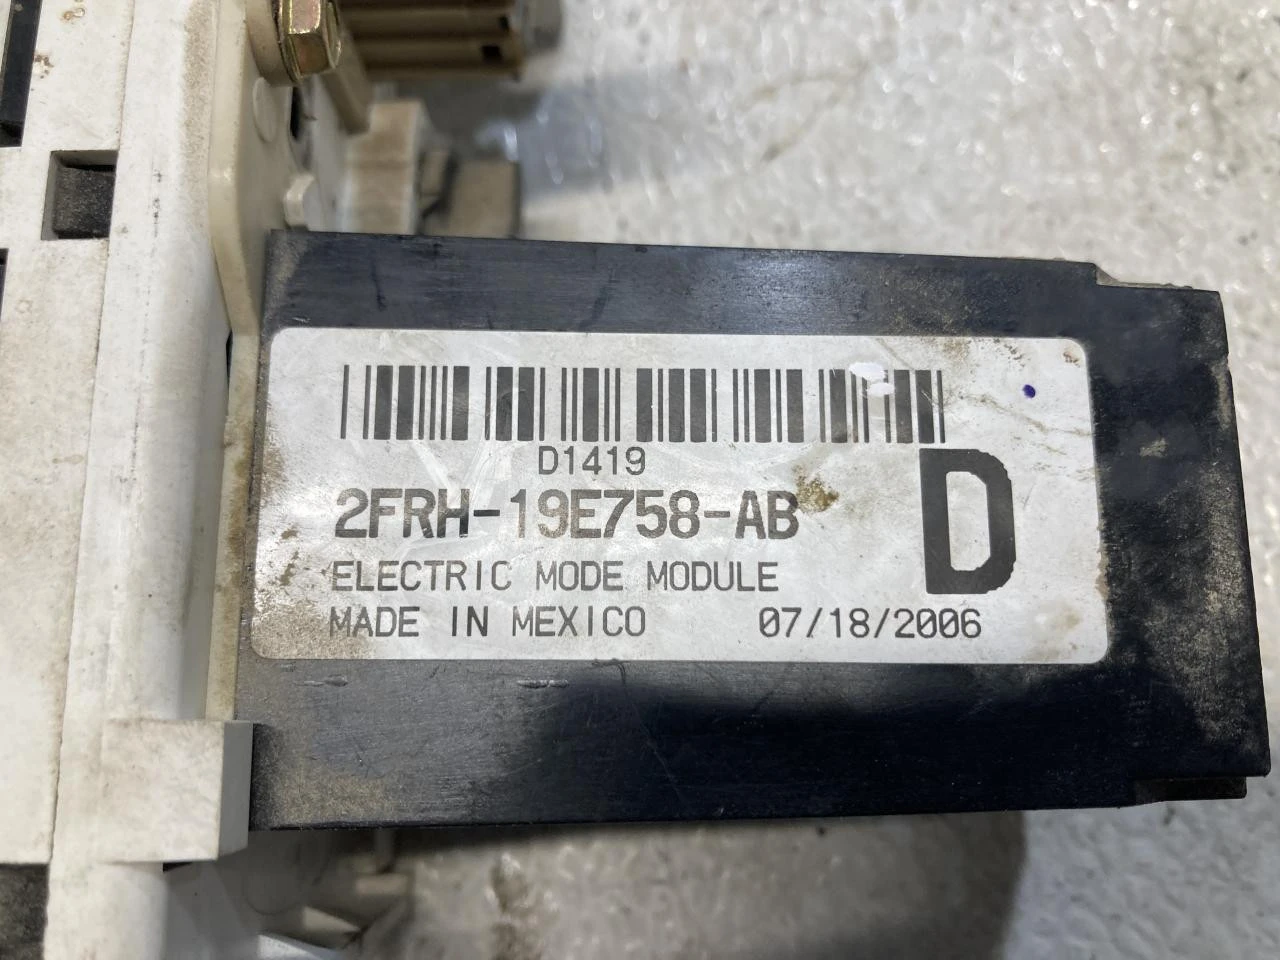 D1419
2FRH-19E758-AB
D
ELECTRIC MODE MODULE
MADE IN MEXICO 07/18/2006